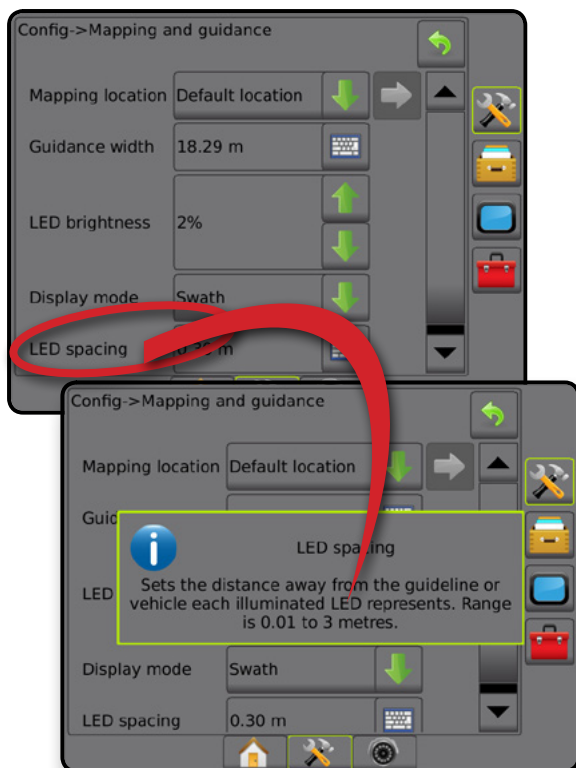 Config->Mapping and guidance
Mapping location Default location
Guidance width 18.29 m
LED brightness 2%
Display mode Swath
LED spacing m
Config->Mapping and guidance
Mapping location Default location
Guid
LED spacing
LED
Sets the distance away from the guideline or
vehicle each illuminated LED represents. Range
is 0.01 to 3 metres.
Display mode Swath
LED spacing 0.30 m